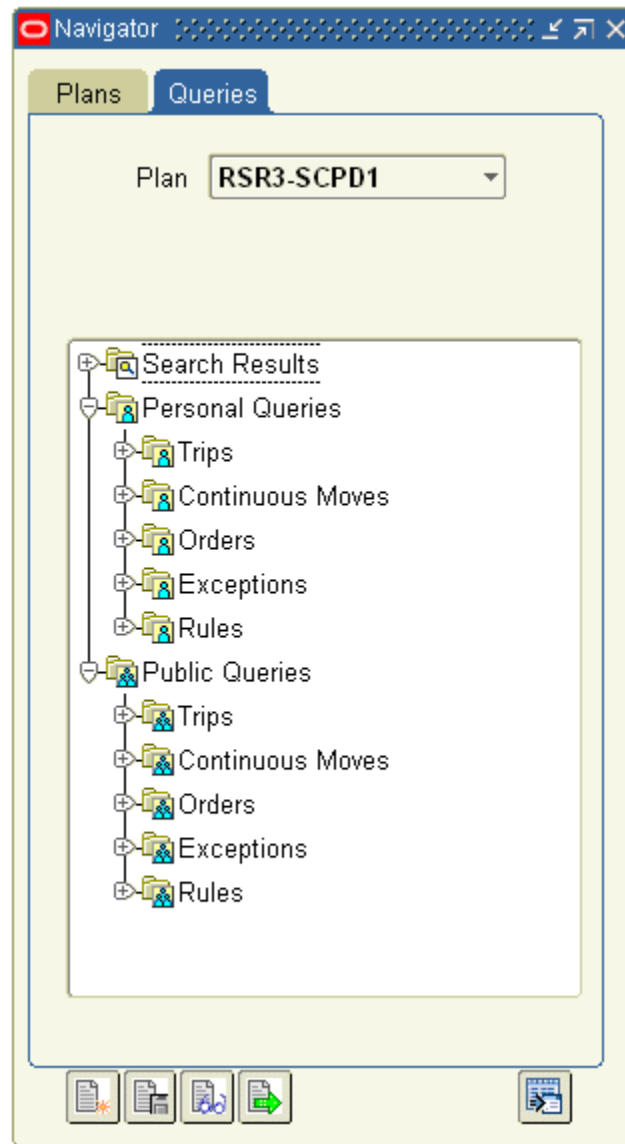 Navigator
Plans Queries
Plan RSR3-SCPD1
Search Results
Personal Queries
Trips
Continuous Moves
Orders
Exceptions
Rules
Public Queries
Trips
Continuous Moves
Orders
Exceptions
Rules